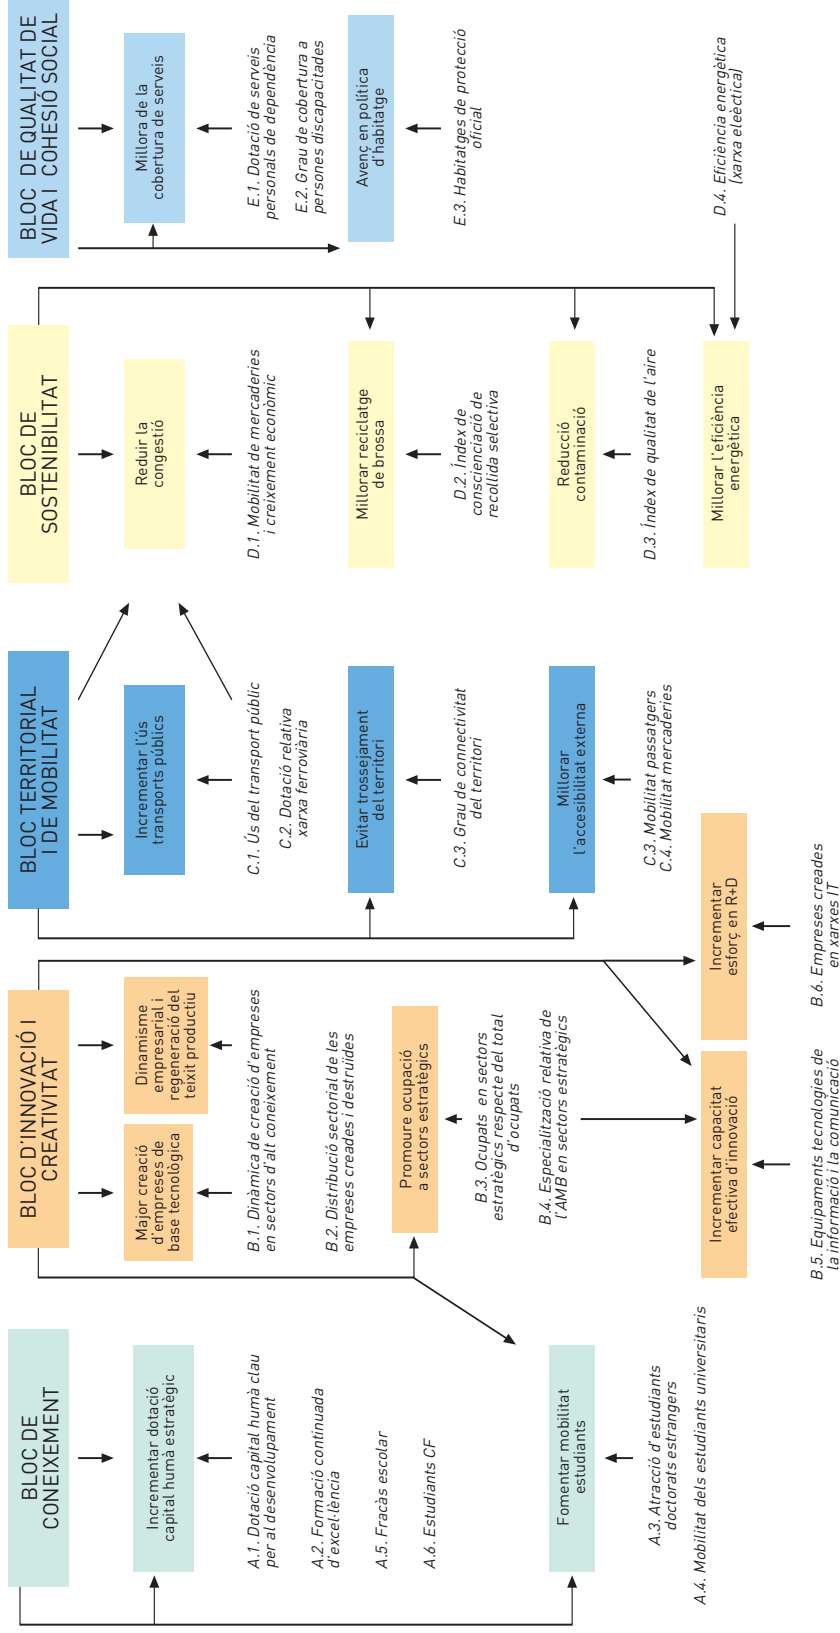 BLOC DE
CONEIXEMENT
Incrementar dotació
capital humà estratègic
A.1. Dotació capital humà clau
per al desenvolupament
A.2. Formació continuada
d'excel·lència
A.5. Fracàs escolar
A.6. Estudiants CF
Fomentar mobilitat
estudiants
A.3. Atracció d'estudiants
doctorats estrangers
A.4. Mobilitat dels estudiants universitaris
BLOC D'INNOVACIÓ I
CREATIVITAT
Major creació
d'empreses de
base tecnològica
Dinamisme
empresarial i
regeneració del
teixit productiu
B.1. Dinàmica de creació d'empreses
en sectors d'alt coneixement
B.2. Distribució sectorial de les
empreses creades i destruïdes
Promoure ocupació
a sectors estratègics
B.3. Ocupats en sectors
estratègics respecte del total
d'ocupats
B.4. Especialització relativa de
l'AMB en sectors estratègics
Incrementar capacitat
efectiva d'innovació
Incrementar
esforç en R+D
B.5. Equipaments tecnologies de
la informació i la comunicació
B.6. Empreses creades
en xarxes IT
BLOC TERRITORIAL
I DE MOBILITAT
Incrementar l'ús
transports públics
C.1. Ús del transport públic
C.2. Dotació relativa
xarxa ferroviària
Evitar trossejament
del territori
C.3. Grau de connectivitat
del territori
Millorar
l'accesibilitat externa
C.3. Mobilitat passatgers
C.4. Mobilitat mercaderies
BLOC DE
SOSTENIBILITAT
Reduir la
congestió
D.1. Mobilitat de mercaderies
i creixement econòmic
Millorar reciclatge
de brossa
D.2. Índex de
conscienciació de
recollida selectiva
Reducció
contaminació
D.3. Índex de qualitat de l'aire
Millorar l'eficiència
energètica
D.4. Eficiència energètica
(xarxa eleèctica)
BLOC DE QUALITAT DE
VIDA I COHESIÓ SOCIAL
Millora de la
cobertura de serveis
E.1. Dotació de serveis
personals de dependència
E.2. Grau de cobertura a
persones discapacitades
Avenç en política
d'habitatge
E.3. Habitatges de protecció
oficial